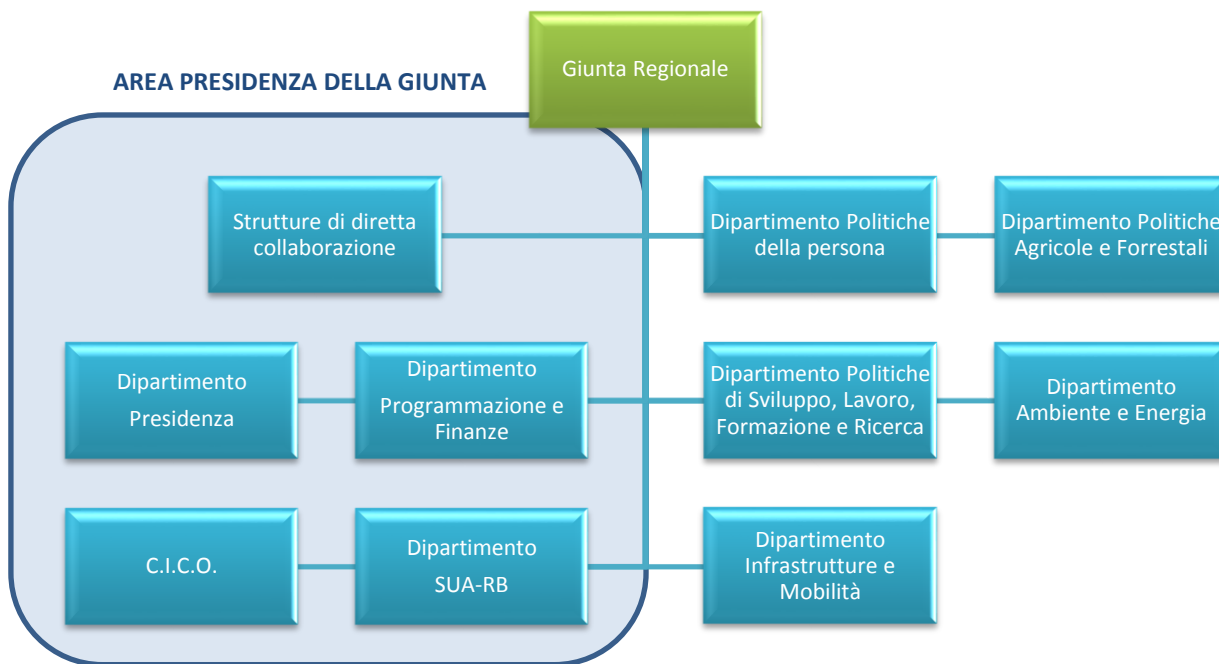 Giunta Regionale
AREA PRESIDENZA DELLA GIUNTA
Strutture di diretta
collaborazione
Dipartimento Politiche
della persona
Dipartimento Politiche
Agricole e Forrestali
Dipartimento
Presidenza
Dipartimento
Programmazione e
Finanze
Dipartimento Politiche
di Sviluppo, Lavoro,
Formazione e Ricerca
Dipartimento
Ambiente e Energia
C.I.C.O.
Dipartimento
SUA-RB
Dipartimento
Infrastrutture e
Mobilità